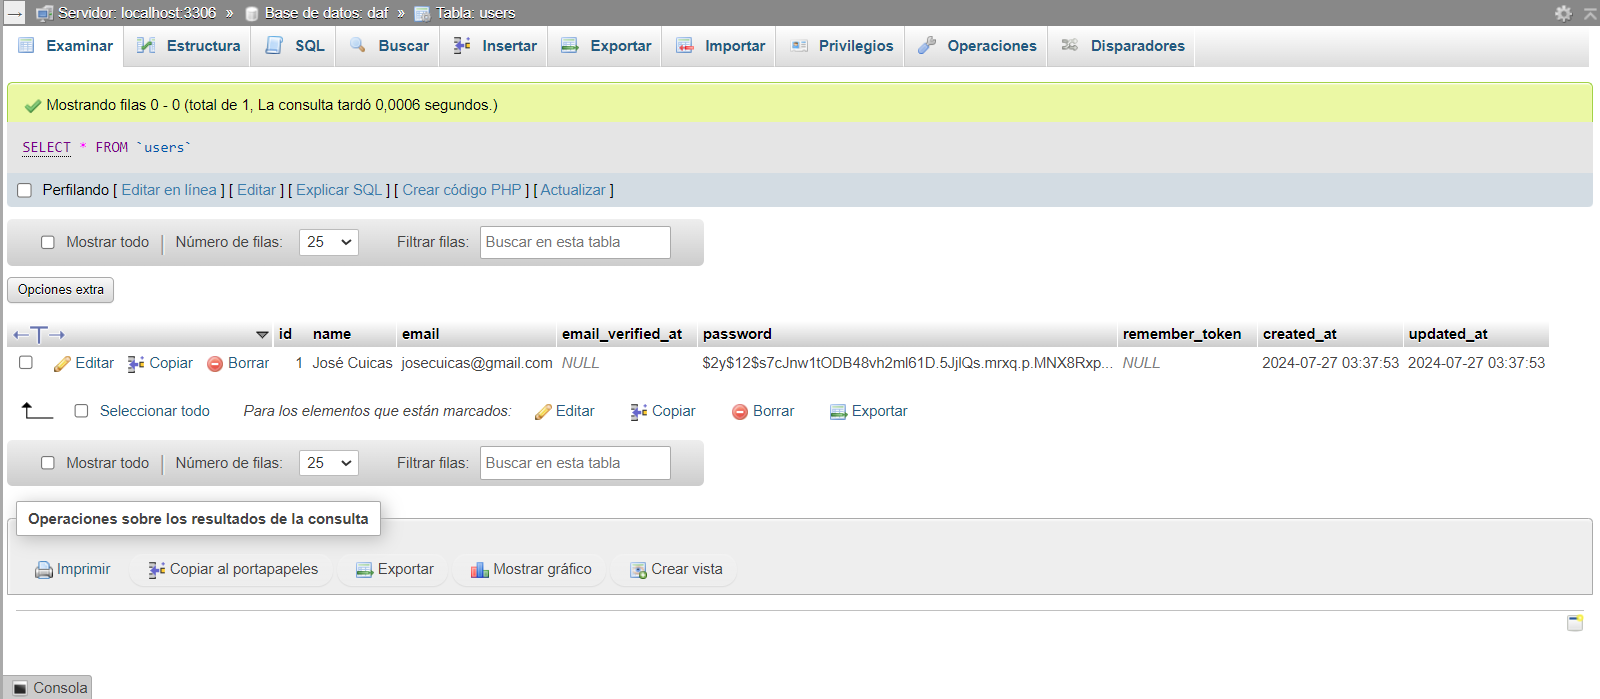 Servidor: localhost:3306 » Base de datos: daf » Tabla: users
Examinar Estructura SQL Buscar Insertar Exportar Importar Privilegios Operaciones Disparadores
Mostrando filas 0 - 0 (total de 1, La consulta tardó 0,0006 segundos.)
SELECT * FROM `users`
Perfilando [ Editar en línea ] [ Editar ] [ Explicar SQL ] [ Crear código PHP ] [ Actualizar ]
Mostrar todo | Número de filas: 25 Filtrar filas: Buscar en esta tabla
Opciones extra
←T→ id name email email_verified_at password remember_token created_at updated_at
Editar Copiar Borrar 1 José Cuicas josecuicas@gmail.com NULL $2y$12$s7cJnw1tODB48vh2ml61D.5JjlQs.mrxq.p.MNX8Rxp... NULL 2024-07-27 03:37:53 2024-07-27 03:37:53
Seleccionar todo Para los elementos que están marcados: Editar Copiar Borrar Exportar
Mostrar todo | Número de filas: 25 Filtrar filas: Buscar en esta tabla
Operaciones sobre los resultados de la consulta
Imprimir Copiar al portapapeles Exportar Mostrar gráfico Crear vista
Consola